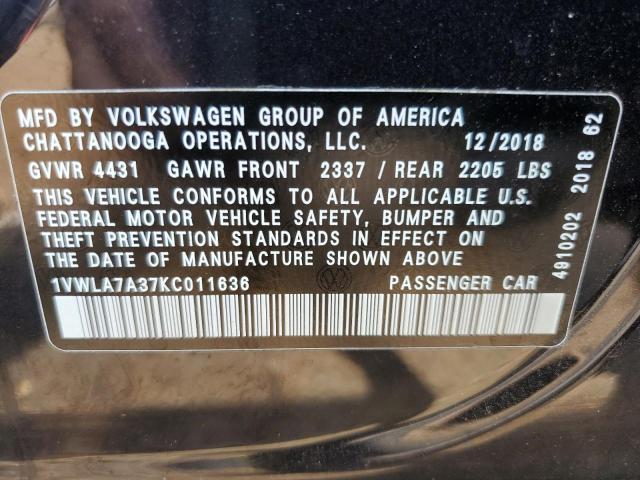 MFD BY VOLKSWAGEN GROUP OF AMERICA
CHATTANOOGA OPERATIONS, LLC. 12/2018
GVWR 4431 GAWR FRONT 2337 / REAR 2205 LBS
THIS VEHICLE CONFORMS TO ALL APPLICABLE U.S.
FEDERAL MOTOR VEHICLE SAFETY, BUMPER AND
THEFT PREVENTION STANDARDS IN EFFECT ON
THE DATE OF MANUFACTURE SHOWN ABOVE
1VWLA7A37KC011636 PASSENGER CAR
4910202 2018 62